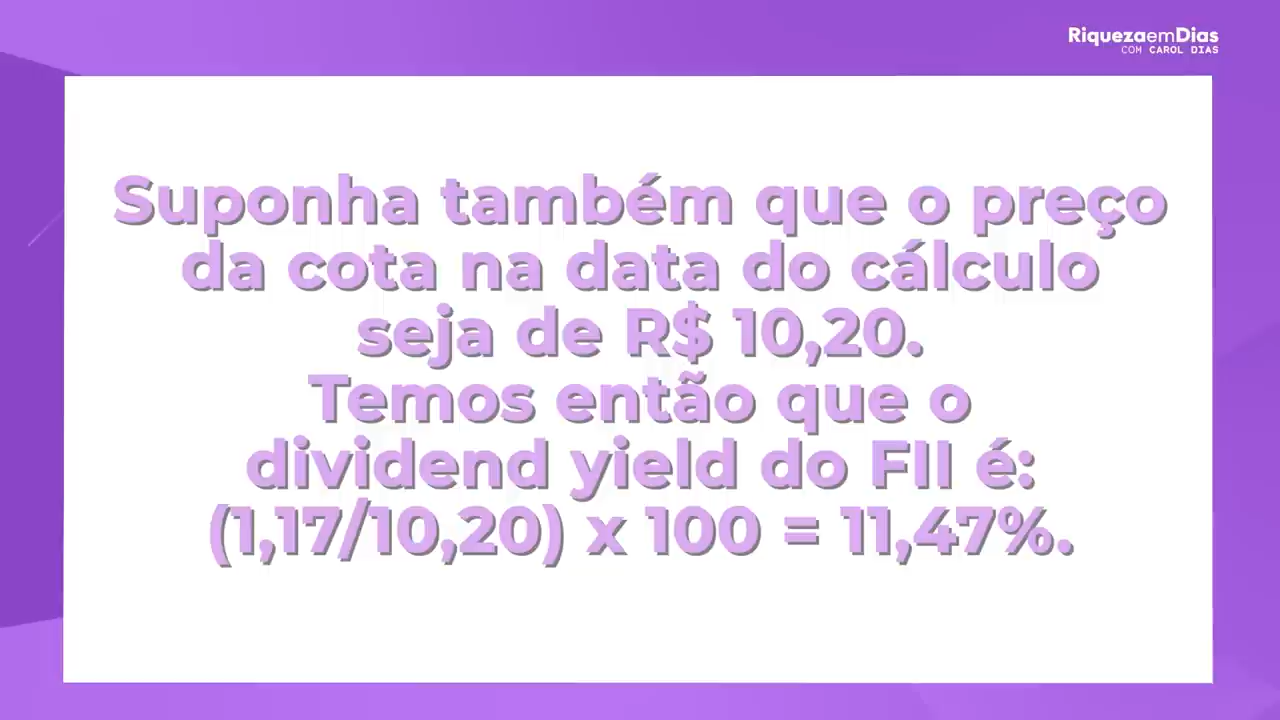 RiquezaemDias
COM CAROL DIAS
Suponha também que o preço
da cota na data do cálculo
seja de R$ 10,20.
Temos então que o
dividend yield do FII é:
(1,17/10,20) x 100 = 11,47%.